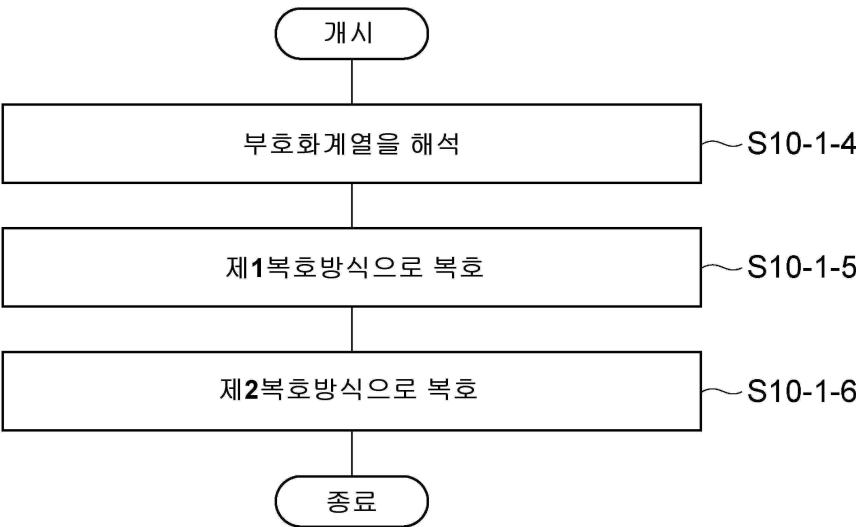 개시
부호화계열을 해석
S10-1-4
제1복호방식으로 복호
S10-1-5
제2복호방식으로 복호
S10-1-6
종료